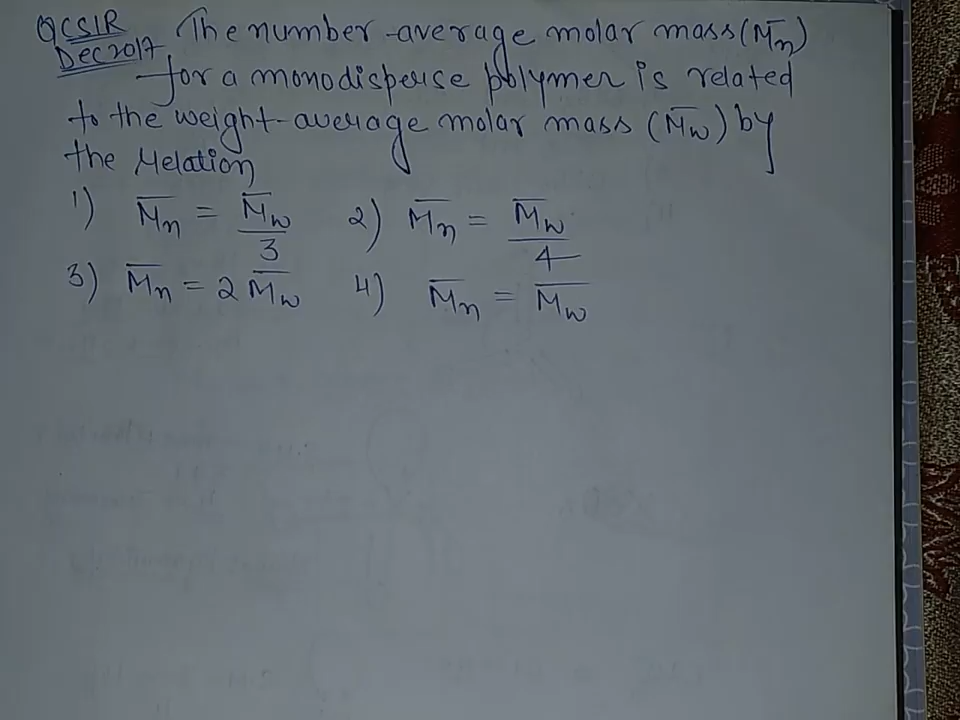 Q CSIR The number-average molar mass (M̄n)
Dec 2017 for a monodisperse polymer is related
to the weight-average molar mass (M̄w) by
the relation
1) M̄n = M̄w/3 2) M̄n = M̄w/4
3) M̄n = 2 M̄w 4) M̄n = M̄w